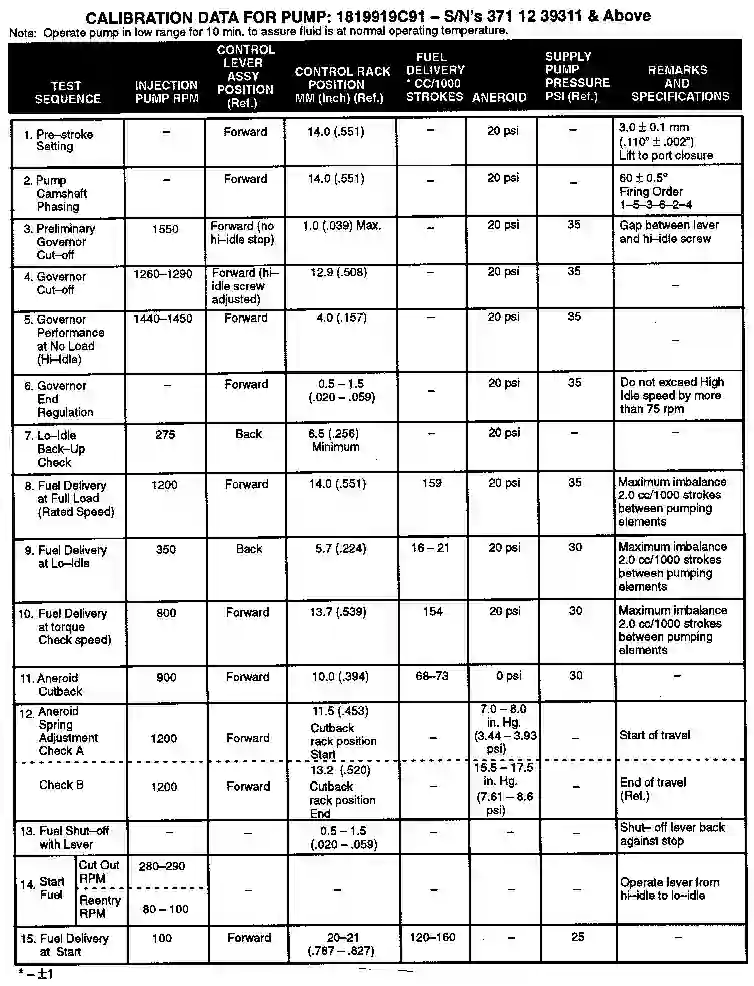 CALIBRATION DATA FOR PUMP: 1819919C91 – S/N's 371 12 39311 & Above
Note: Operate pump in low range for 10 min. to assure fluid is at normal operating temperature.
TEST SEQUENCE | INJECTION PUMP RPM | CONTROL LEVER ASSY POSITION (Ref.) | CONTROL RACK POSITION MM (Inch) (Ref.) | FUEL DELIVERY * CC/1000 STROKES | ANEROID | SUPPLY PUMP PRESSURE PSI (Ref.) | REMARKS AND SPECIFICATIONS
1. Pre–stroke Setting | – | Forward | 14.0 (.551) | – | 20 psi | – | 3.0 ± 0.1 mm (.110" ± .002") Lift to port closure
2. Pump Camshaft Phasing | – | Forward | 14.0 (.551) | – | 20 psi | – | 60 ± 0.5° Firing Order 1–5–3–6–2–4
3. Preliminary Governor Cut–off | 1550 | Forward (no hi–idle stop) | 1.0 (.039) Max. | – | 20 psi | 35 | Gap between lever and hi–idle screw
4. Governor Cut–off | 1260–1290 | Forward (hi–idle screw adjusted) | 12.9 (.508) | – | 20 psi | 35 | –
5. Governor Performance at No Load (Hi–Idle) | 1440–1450 | Forward | 4.0 (.157) | – | 20 psi | 35 | –
6. Governor End Regulation | – | Forward | 0.5 – 1.5 (.020 – .059) | – | 20 psi | 35 | Do not exceed High Idle speed by more than 75 rpm
7. Lo–Idle Back–Up Check | 275 | Back | 6.5 (.256) Minimum | – | 20 psi | – | –
8. Fuel Delivery at Full Load (Rated Speed) | 1200 | Forward | 14.0 (.551) | 159 | 20 psi | 35 | Maximum imbalance 2.0 cc/1000 strokes between pumping elements
9. Fuel Delivery at Lo–Idle | 350 | Back | 5.7 (.224) | 16 – 21 | 20 psi | 30 | Maximum imbalance 2.0 cc/1000 strokes between pumping elements
10. Fuel Delivery at torque Check speed) | 800 | Forward | 13.7 (.539) | 154 | 20 psi | 30 | Maximum imbalance 2.0 cc/1000 strokes between pumping elements
11. Aneroid Cutback | 900 | Forward | 10.0 (.394) | 68–73 | 0 psi | 30 | –
12. Aneroid Spring Adjustment Check A | 1200 | Forward | 11.5 (.453) Cutback rack position Start | – | 7.0 – 8.0 in. Hg. (3.44 – 3.93 psi) | – | Start of travel
Check B | 1200 | Forward | 13.2 (.520) Cutback rack position End | – | 15.5 – 17.5 in. Hg. (7.61 – 8.6 psi) | – | End of travel (Ref.)
13. Fuel Shut–off with Lever | – | – | 0.5 – 1.5 (.020 – .059) | – | – | – | Shut– off lever back against stop
14. Start Fuel | Cut Out RPM | 280–290 | – | – | – | – | – | Operate lever from hi–idle to lo–idle
Reentry RPM | 80 – 100
15. Fuel Delivery at Start | 100 | Forward | 20–21 (.787 – .827) | 120–160 | – | 25 | –
* – ±1